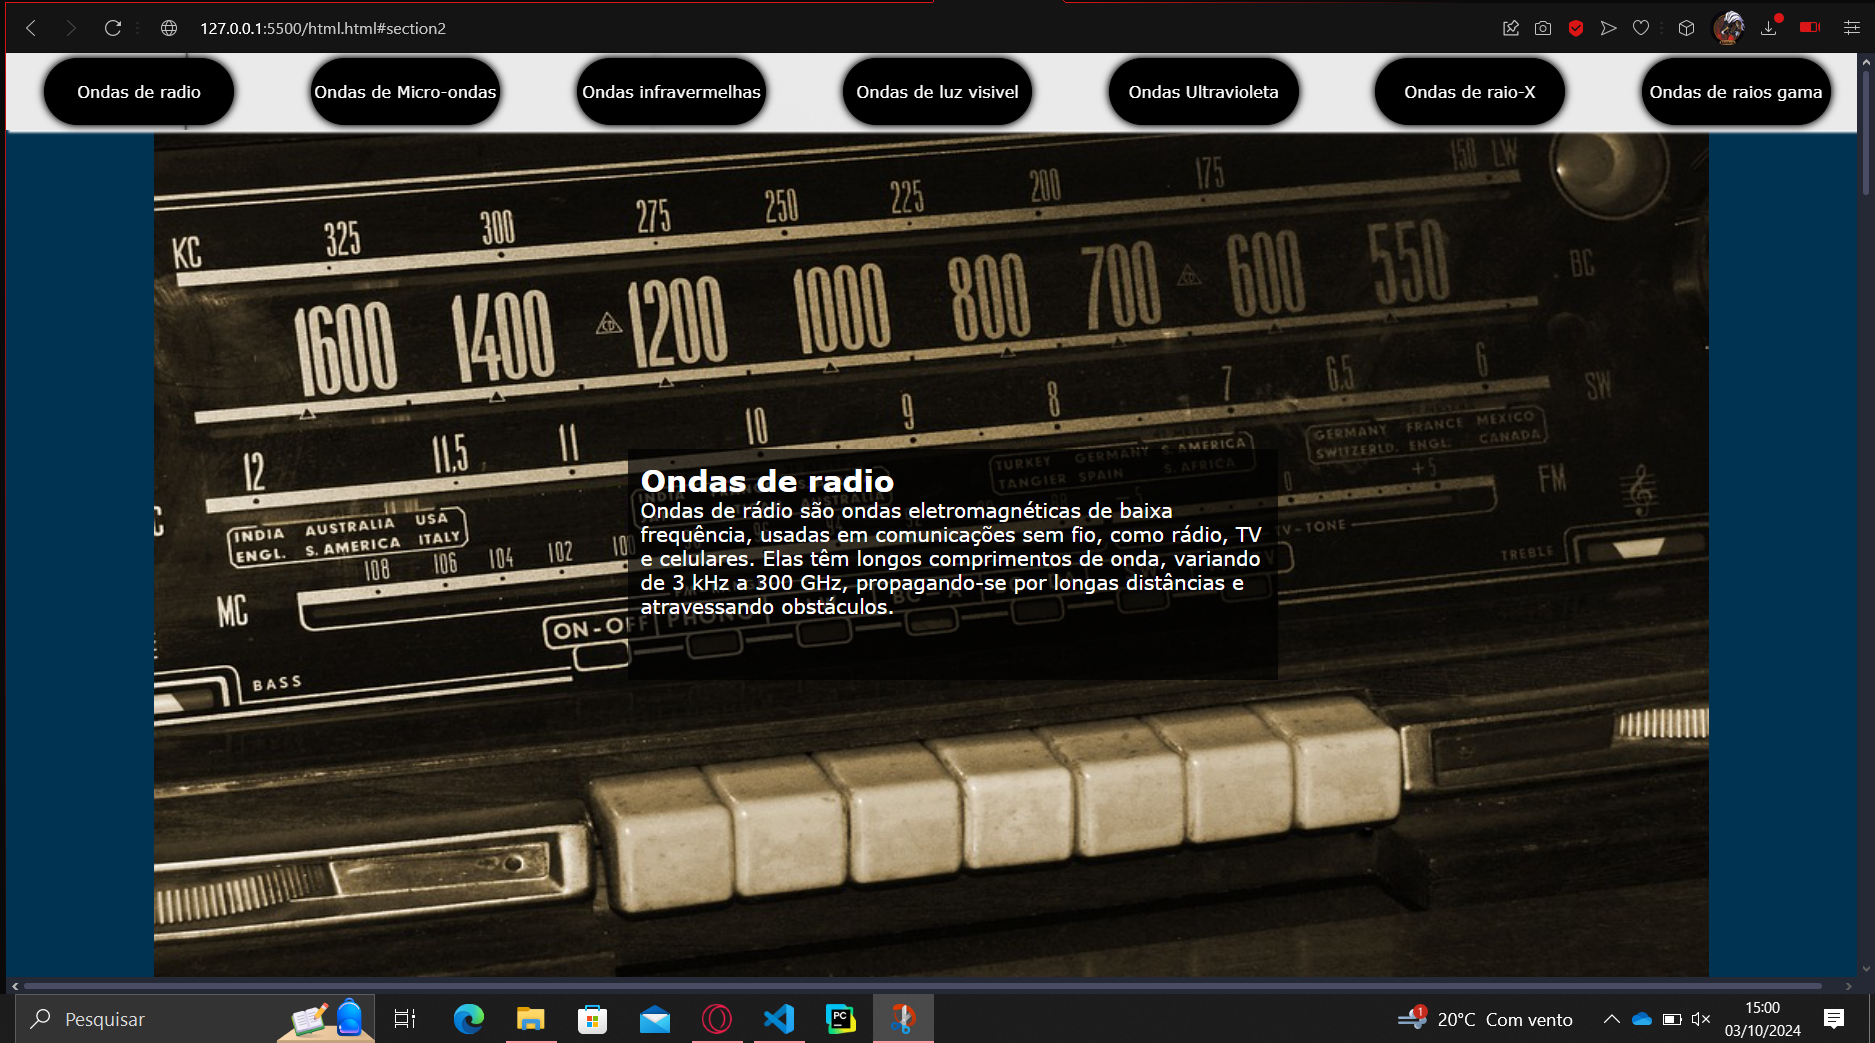 127.0.0.1:5500/html.html#section2
Ondas de radio
Ondas de Micro-ondas
Ondas infravermelhas
Ondas de luz visivel
Ondas Ultravioleta
Ondas de raio-X
Ondas de raios gama
KC 325 300 275 250 225 200 175 150 LW
1600 1400 1200 1000 800 700 600 550 BC
12 11,5 11 10 9 8 7 6,5 6 SW
INDIA AUSTRALIA USA
ENGL. S. AMERICA ITALY
TURKEY GERMANY S. AMERICA
TANGIER SPAIN S. AFRICA
GERMANY FRANCE MEXICO
SWITZERLD. ENGL. CANADA
MC 108 106 104 102 100
+5 FM
TREBLE
ON-OFF PHONO
BASS
Ondas de radio
Ondas de rádio são ondas eletromagnéticas de baixa
frequência, usadas em comunicações sem fio, como rádio, TV
e celulares. Elas têm longos comprimentos de onda, variando
de 3 kHz a 300 GHz, propagando-se por longas distâncias e
atravessando obstáculos.
Pesquisar
PC
1
20°C Com vento
15:00
03/10/2024